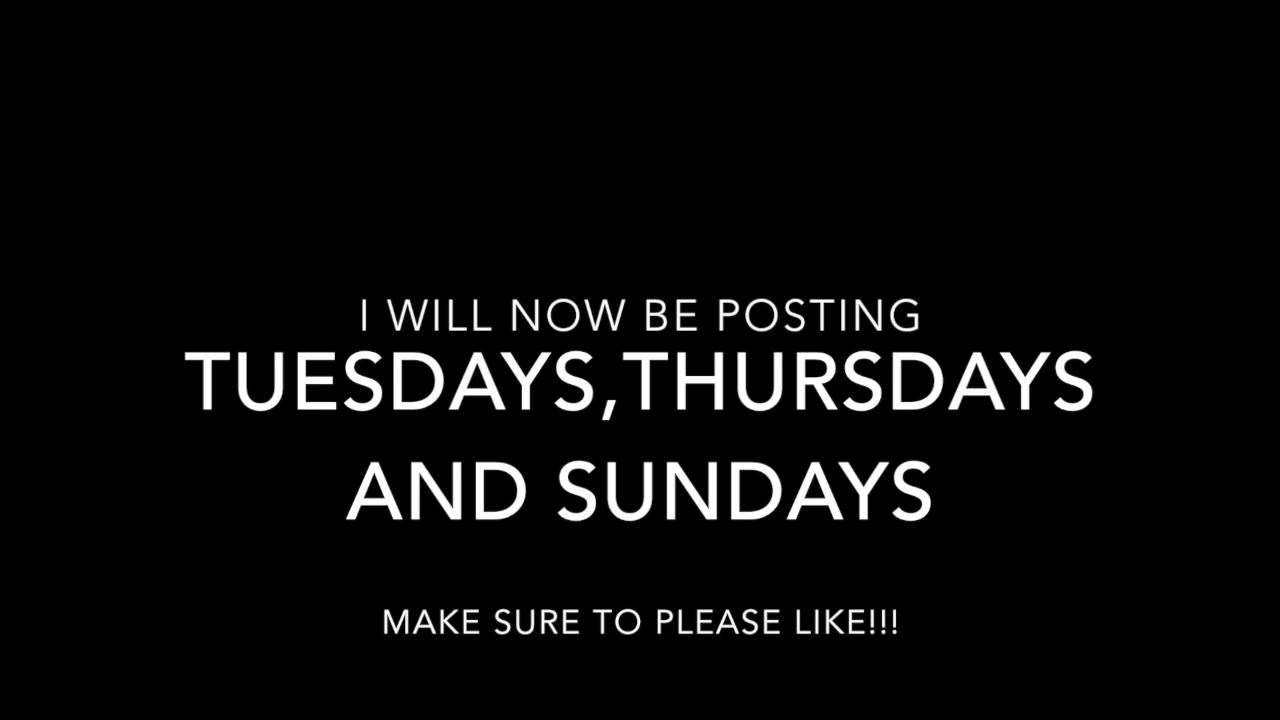 I WILL NOW BE POSTING
TUESDAYS,THURSDAYS
AND SUNDAYS
MAKE SURE TO PLEASE LIKE!!!